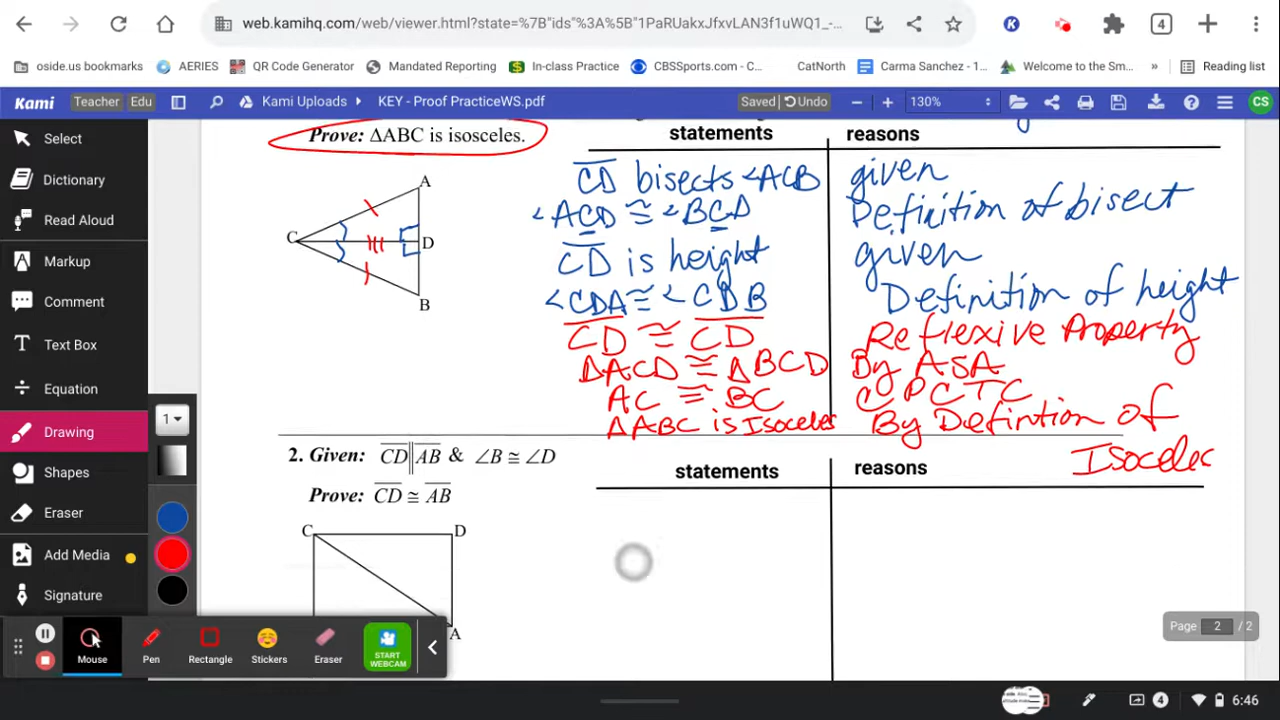 web.kamihq.com/web/viewer.html?state=%7B"ids"%3A%5B"1PaRUakxJfxvLAN3f1uWQ1_-...
4
oside.us bookmarks
AERIES
QR Code Generator
Mandated Reporting
In-class Practice
CBSSports.com - C...
CatNorth
Carma Sanchez - 1...
Welcome to the Sm...
»
Reading list
Kami
Teacher
Edu
Kami Uploads
KEY - Proof PracticeWS.pdf
Saved
Undo
130%
CS
Select
Dictionary
Read Aloud
Markup
Comment
Text Box
Equation
Drawing
1
Shapes
Eraser
Add Media
Signature
Prove: ΔABC is isosceles.
statements
reasons
A
C
D
B
CD bisects <ACB given
<ACD ≅ <BCD Definition of bisect
CD is height given
<CDA ≅ < CDB Definition of height
CD ≅ CD Reflexive Property
ΔACD ≅ ΔBCD By ASA
AC ≅ BC CPCTC
ΔABC is Isoceles By Defintion of
Isoceles
2. Given: CD||AB & ∠B ≅ ∠D
Prove: CD ≅ AB
statements
reasons
C
D
A
Mouse
Pen
Rectangle
Stickers
Eraser
START WEBCAM
Page 2 / 2
4
6:46